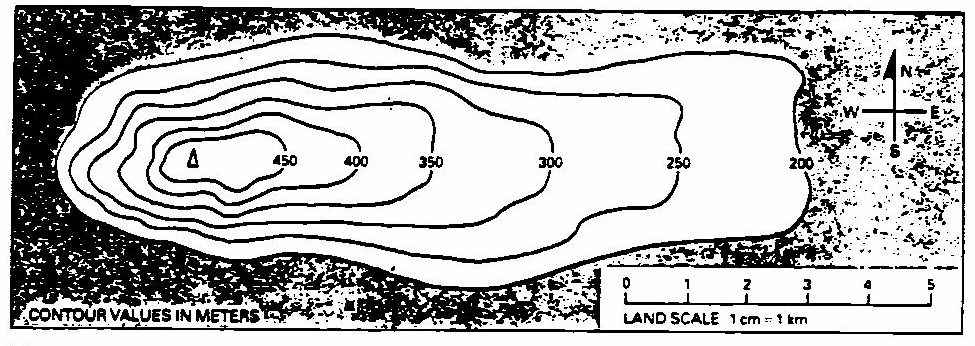 N
W E
S
450 400 350 300 250 200
0 1 2 3 4 5
LAND SCALE 1 cm = 1 km
CONTOUR VALUES IN METERS